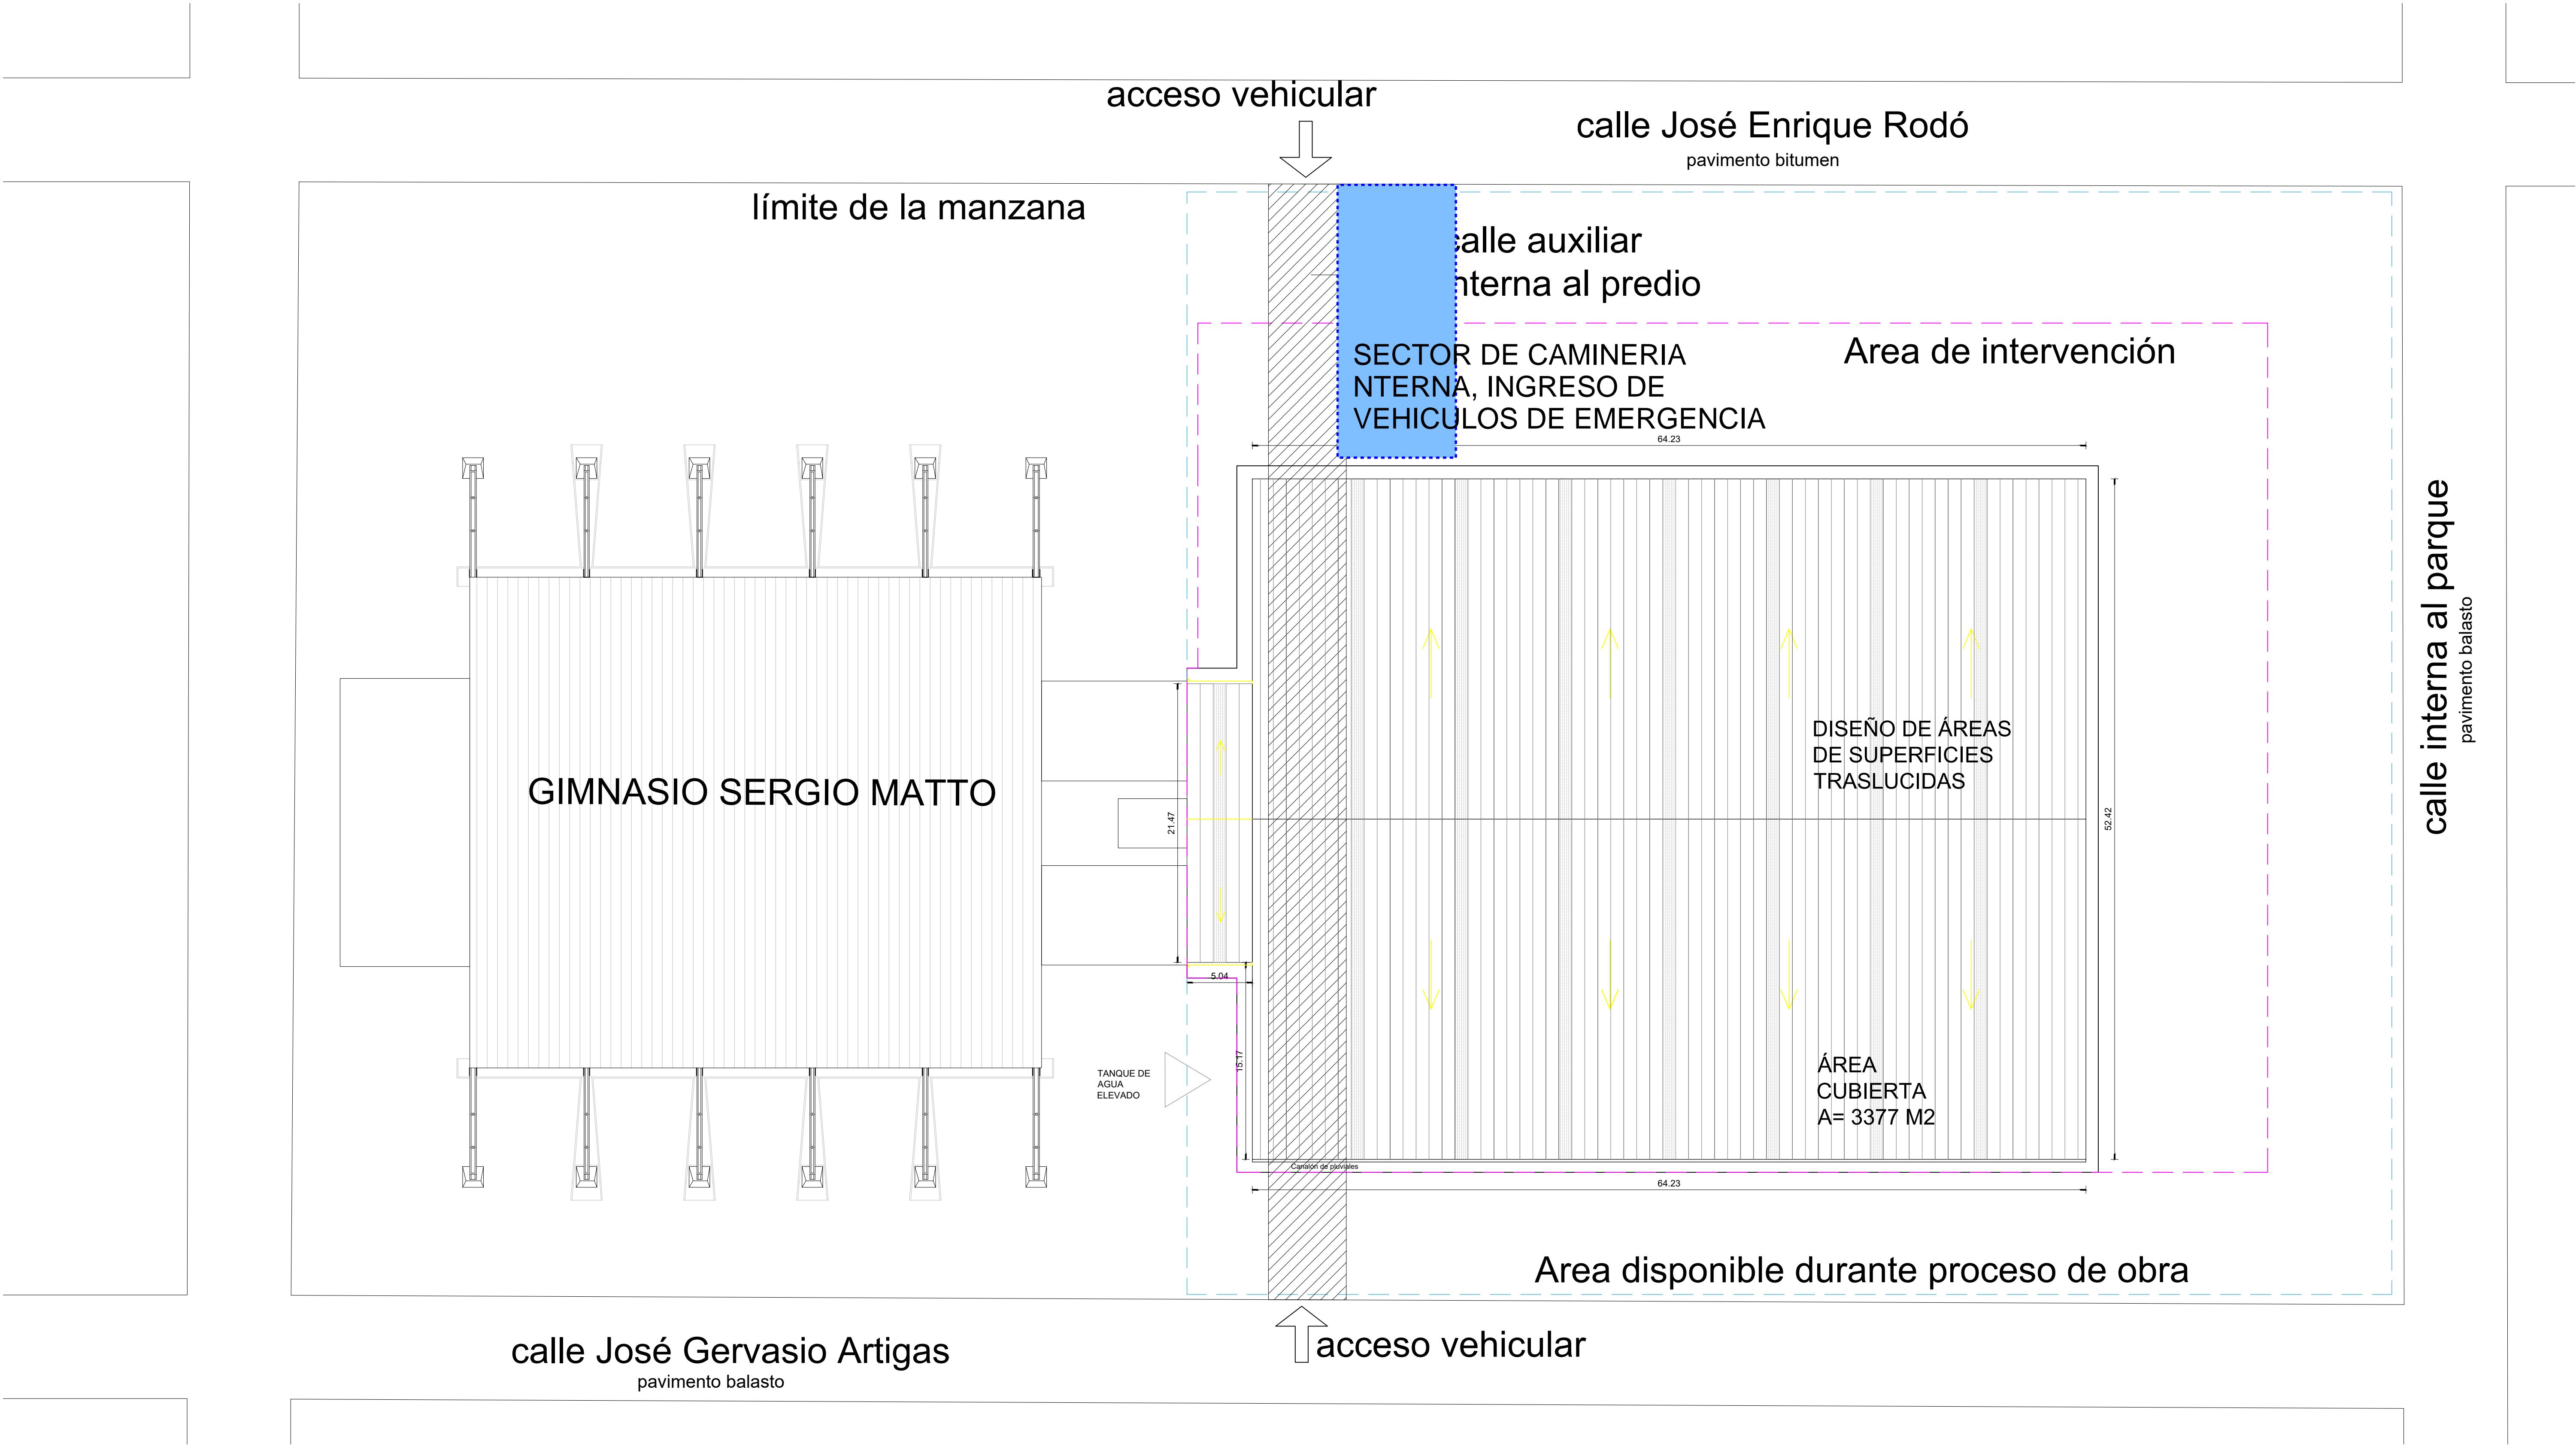 acceso vehicular
calle José Enrique Rodó
pavimento bitumen
límite de la manzana
alle auxiliar
nterna al predio
SECTOR DE CAMINERIA
NTERNA, INGRESO DE
VEHICULOS DE EMERGENCIA
Area de intervención
64.23
calle interna al parque
pavimento balasto
GIMNASIO SERGIO MATTO
DISEÑO DE ÁREAS
DE SUPERFICIES
TRASLUCIDAS
21.47
52.42
5.04
15.17
TANQUE DE
AGUA
ELEVADO
ÁREA
CUBIERTA
A= 3377 M2
Canalón de pluviales
64.23
Area disponible durante proceso de obra
calle José Gervasio Artigas
pavimento balasto
acceso vehicular